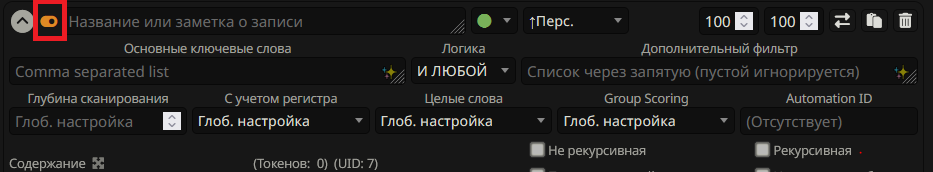 Название или заметка о записи ↑Перс. 100 100
Основные ключевые слова Логика Дополнительный фильтр
Comma separated list И ЛЮБОЙ Список через запятую (пустой игнорируется)
Глубина сканирования С учетом регистра Целые слова Group Scoring Automation ID
Глоб. настройка Глоб. настройка Глоб. настройка Глоб. настройка (Отсутствует)
Не рекурсивная Рекурсивная
Содержание (Токенов: 0) (UID: 7)